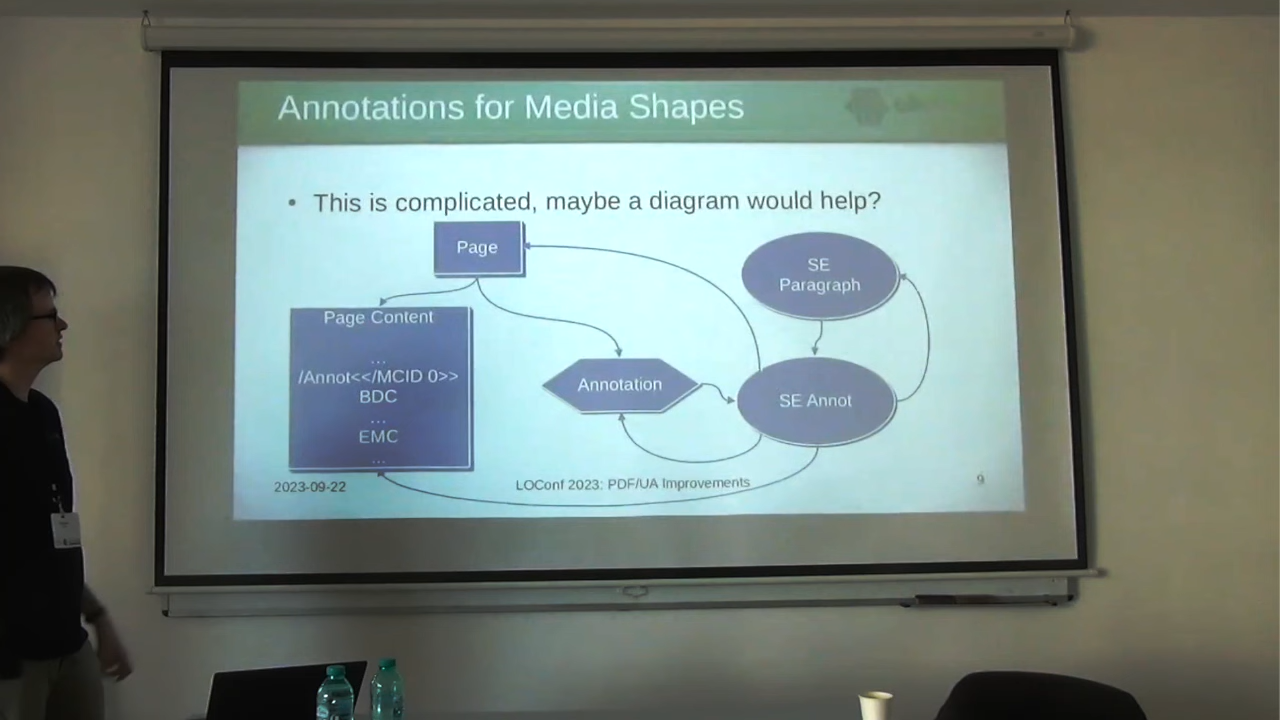 Annotations for Media Shapes
• This is complicated, maybe a diagram would help?
Page
SE
Paragraph
Page Content
...
/Annot<</MCID 0>>
BDC
...
EMC
...
Annotation
SE Annot
2023-09-22
LOConf 2023: PDF/UA Improvements
9